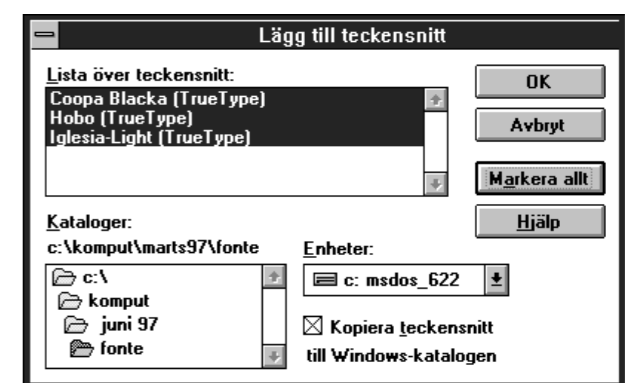 Lägg till teckensnitt
Lista över teckensnitt:
Coopa Blacka (TrueType)
Hobo (TrueType)
Iglesia-Light (TrueType)
OK
Avbryt
Markera allt
Hjälp
Kataloger:
c:\komput\marts97\fonte
c:\
komput
juni 97
fonte
Enheter:
c: msdos_622
Kopiera teckensnitt
till Windows-katalogen